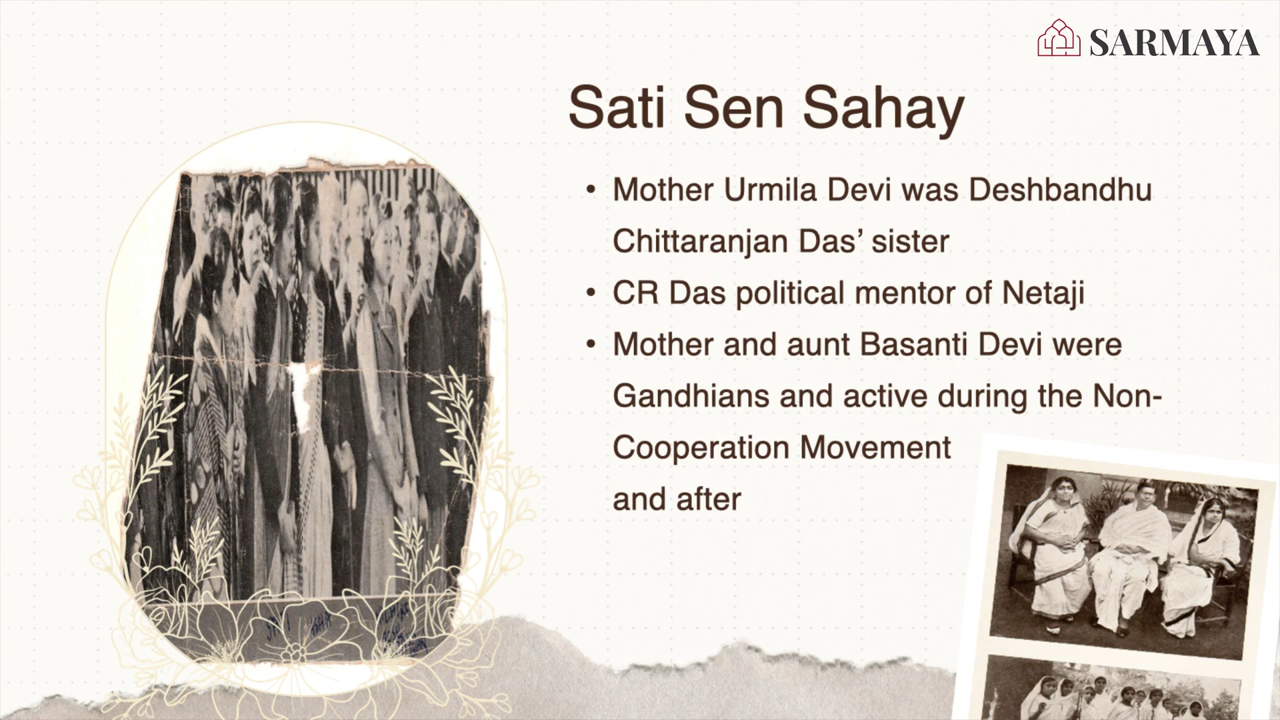 SARMAYA
Sati Sen Sahay
• Mother Urmila Devi was Deshbandhu
Chittaranjan Das’ sister
• CR Das political mentor of Netaji
• Mother and aunt Basanti Devi were
Gandhians and active during the Non-
Cooperation Movement
and after